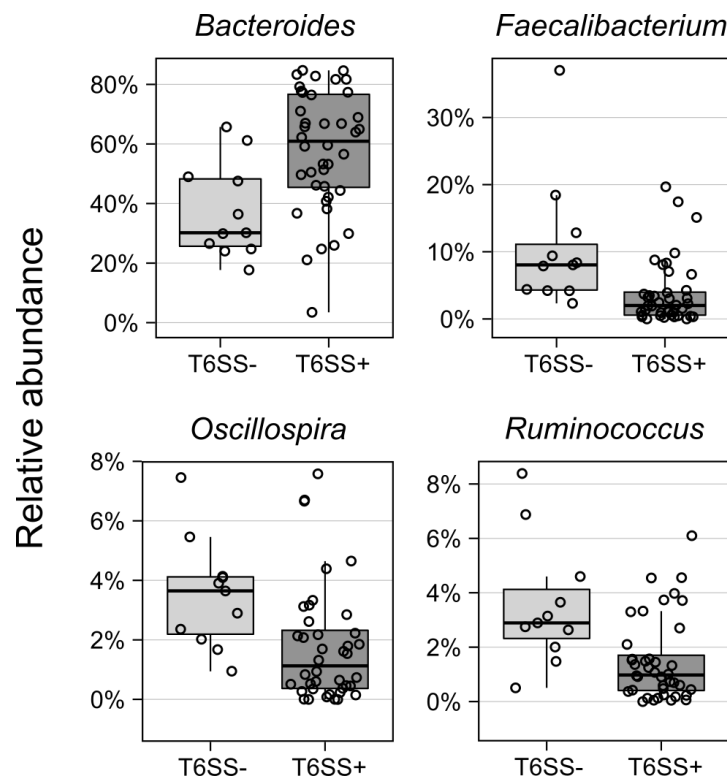 Bacteroides
Faecalibacterium
80%
60%
40%
20%
0%
T6SS-
T6SS+
30%
20%
10%
0%
T6SS-
T6SS+
Relative abundance
Oscillospira
Ruminococcus
8%
6%
4%
2%
0%
T6SS-
T6SS+
8%
6%
4%
2%
0%
T6SS-
T6SS+